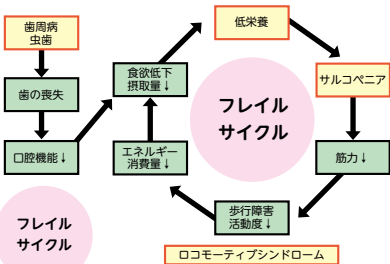 歯周病
虫歯
歯の喪失
口腔機能↓
食欲低下
摂取量↓
エネルギー
消費量↓
低栄養
サルコペニア
筋力↓
歩行障害
活動度↓
フレイル
サイクル
フレイル
サイクル
ロコモーティブシンドローム